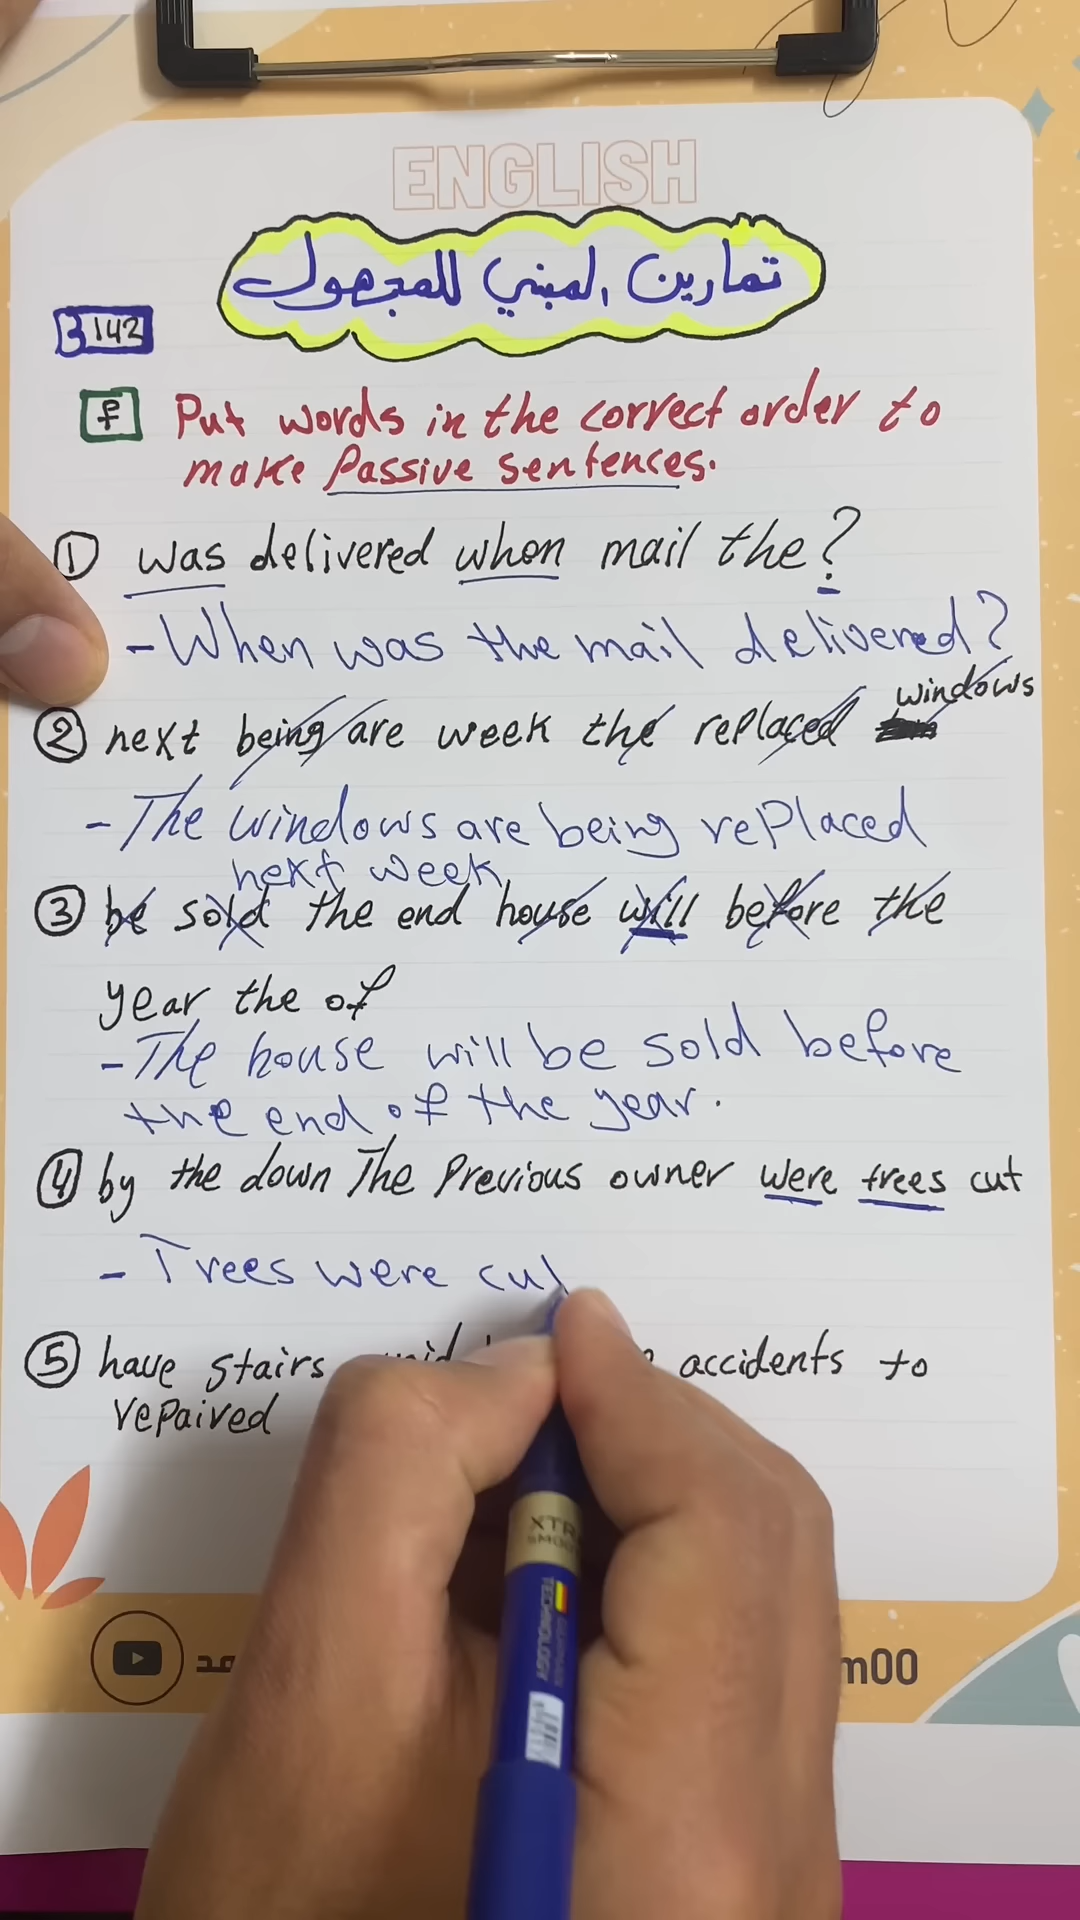 ENGLISH
تمارين المبني للمجهول
3 142
f Put words in the correct order to
make Passive sentences.
① was delivered when mail the?
- When was the mail delivered?
windows
② next being are week the replaced
- The windows are being replaced
next week
③ be sold the end house will before the
year the of
- The house will be sold before
the end of the year.
④ by the down The Previous owner were trees cut
- Trees were cut
⑤ have stairs accidents to
repaired
XTR
SMOO
GERMAN
TECHNOLOGY
m00